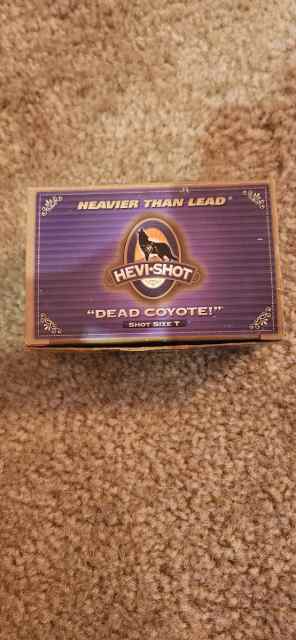 HEAVIER THAN LEAD®
HEVI-SHOT
"DEAD COYOTE!"
SHOT SIZE T